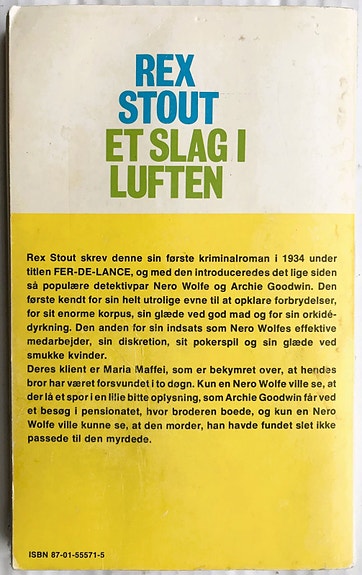 REX
STOUT
ET SLAG I
LUFTEN
Rex Stout skrev denne sin første kriminalroman i 1934 under
titlen FER-DE-LANCE, og med den introduceredes det lige siden
så populære detektivpar Nero Wolfe og Archie Goodwin. Den
første kendt for sin helt utrolige evne til at opklare forbrydelser,
for sit enorme korpus, sin glæde ved god mad og for sin orkidé-
dyrkning. Den anden for sin indsats som Nero Wolfes effektive
medarbejder, sin diskretion, sit pokerspil og sin glæde ved
smukke kvinder.
Deres klient er Maria Maffei, som er bekymret over, at hendes
bror har været forsvundet i to døgn. Kun en Nero Wolfe ville se, at
der lå et spor i en lille bitte oplysning, som Archie Goodwin får ved
et besøg i pensionatet, hvor broderen boede, og kun en Nero
Wolfe ville kunne se, at den morder, han havde fundet slet ikke
passede til den myrdede.
ISBN 87-01-55571-5